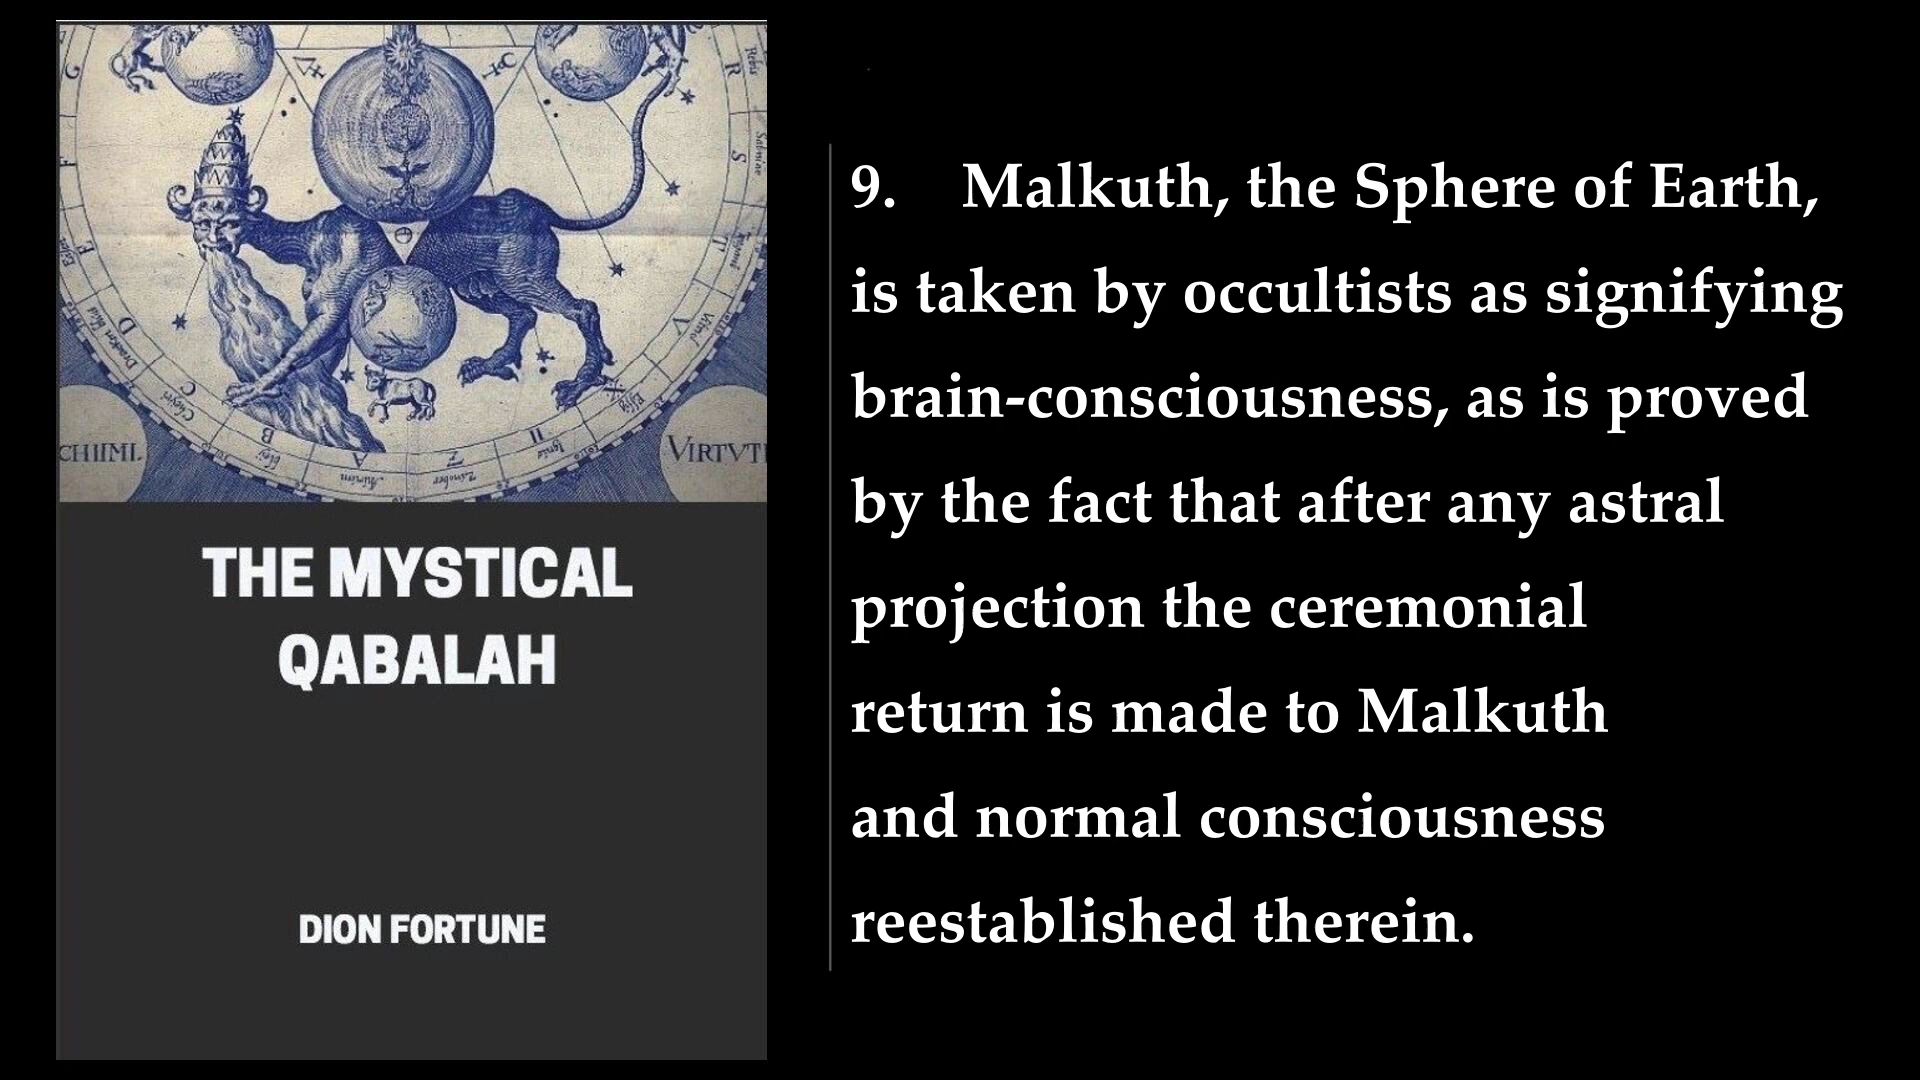 CHIIMI.
VIRTVTI
THE MYSTICAL
QABALAH
DION FORTUNE
9. Malkuth, the Sphere of Earth,
is taken by occultists as signifying
brain-consciousness, as is proved
by the fact that after any astral
projection the ceremonial
return is made to Malkuth
and normal consciousness
reestablished therein.